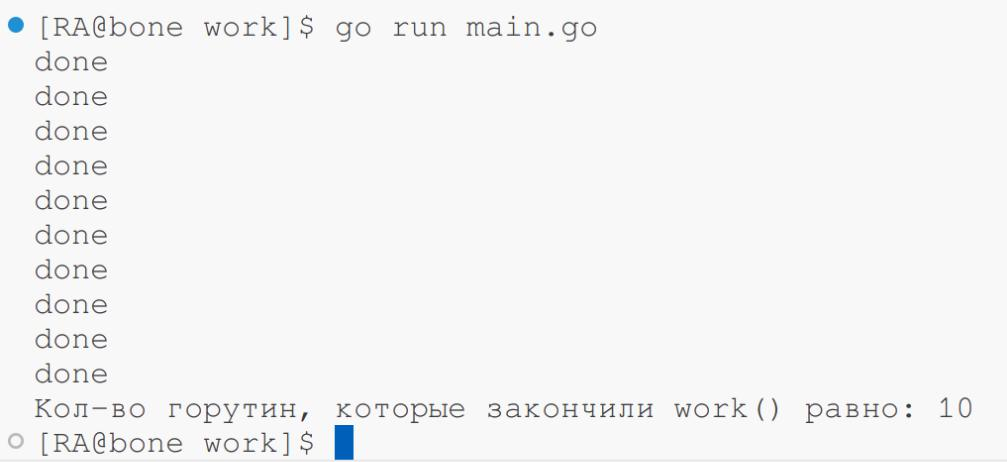 [RA@bone work]$ go run main.go
done
done
done
done
done
done
done
done
done
done
Кол-во горутин, которые закончили work() равно: 10
[RA@bone work]$